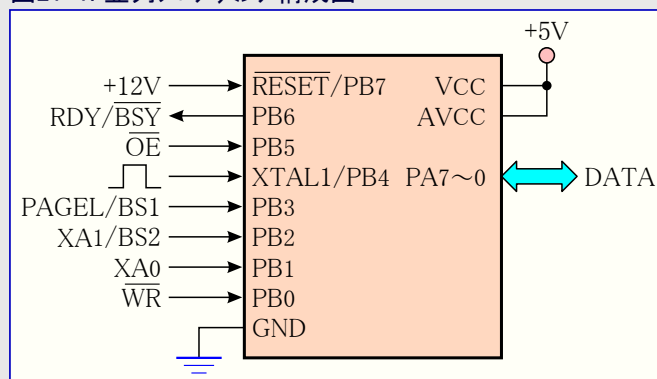 +5V
+12V RESET/PB7 VCC
RDY/BSY PB6 AVCC
OE PB5
XTAL1/PB4 PA7～0 DATA
PAGEL/BS1 PB3
XA1/BS2 PB2
XA0 PB1
WR PB0
GND